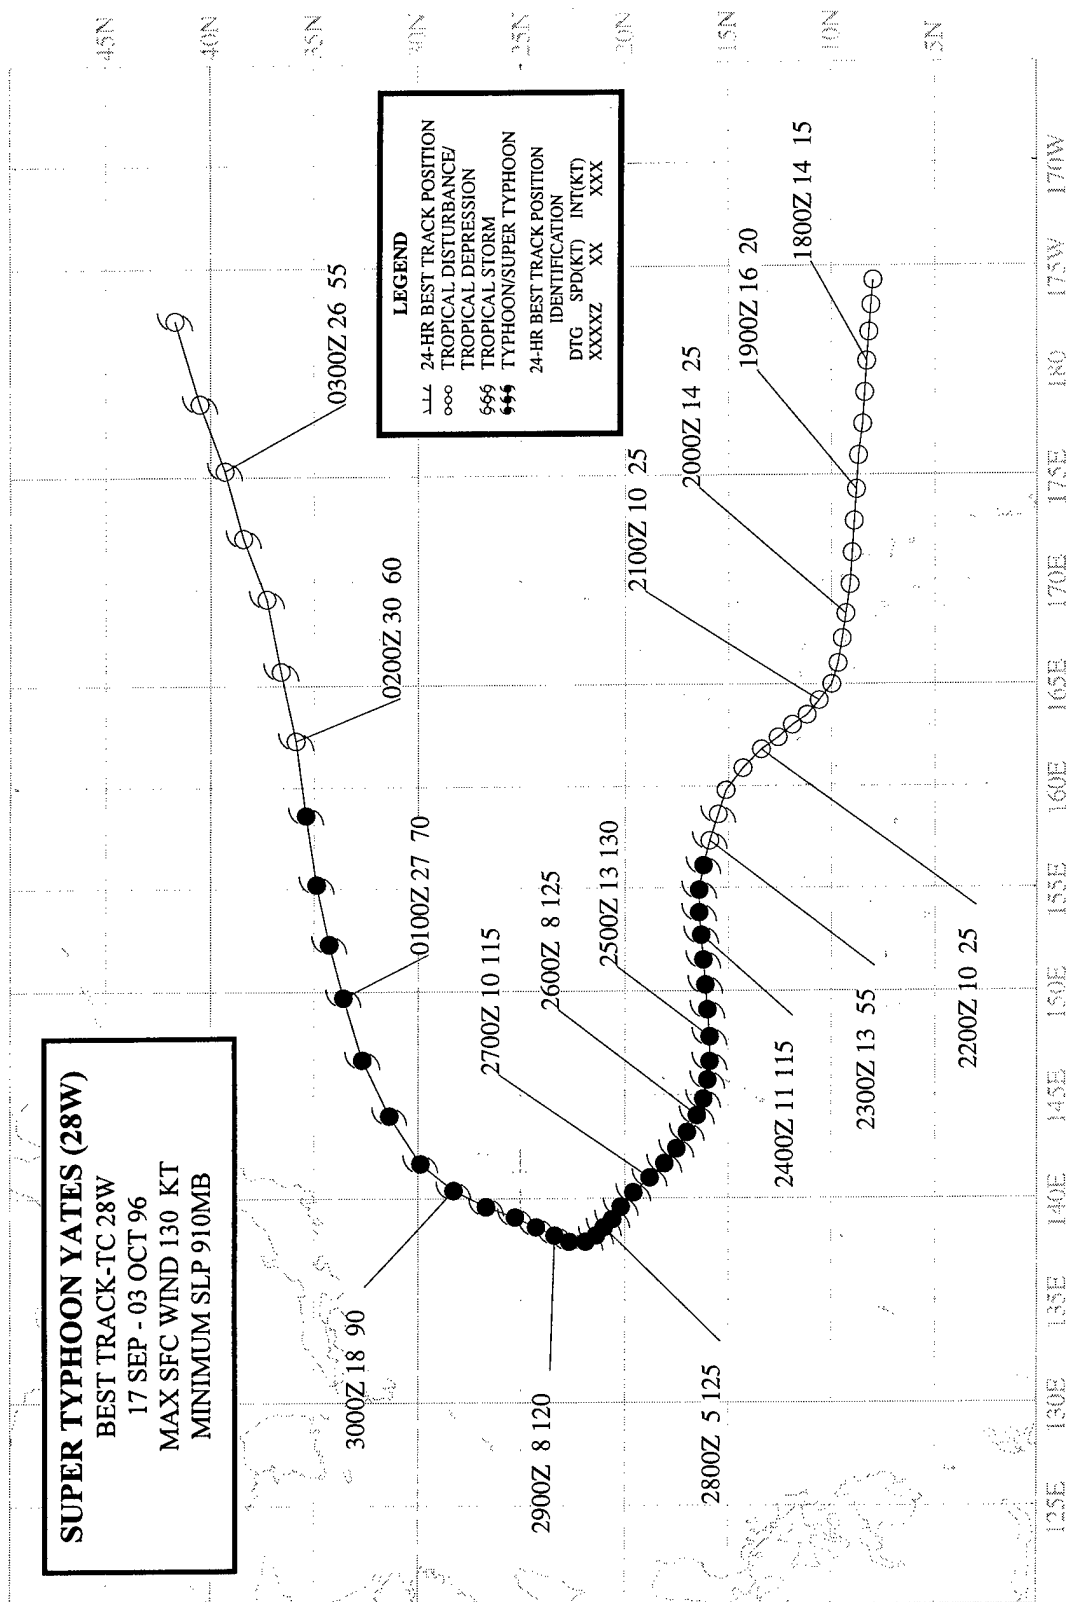 SUPER TYPHOON YATES (28W)
BEST TRACK-TC 28W
17 SEP - 03 OCT 96
MAX SFC WIND 130 KT
MINIMUM SLP 910MB
LEGEND
24-HR BEST TRACK POSITION
TROPICAL DISTURBANCE/
TROPICAL DEPRESSION
TROPICAL STORM
TYPHOON/SUPER TYPHOON
24-HR BEST TRACK POSITION
IDENTIFICATION
DTG SPD(KT) INT(KT)
XXXXZ XX XXX
0300Z 26 55
0200Z 30 60
0100Z 27 70
3000Z 18 90
2900Z 8 120
2800Z 5 125
2700Z 10 115
2600Z 8 125
2500Z 13 130
2400Z 11 115
2300Z 13 55
2200Z 10 25
2100Z 10 25
2000Z 14 25
1900Z 16 20
1800Z 14 15
45N
40N
35N
30N
25N
20N
15N
10N
5N
125E
130E
135E
140E
145E
150E
155E
160E
165E
170E
175E
180
175W
170W